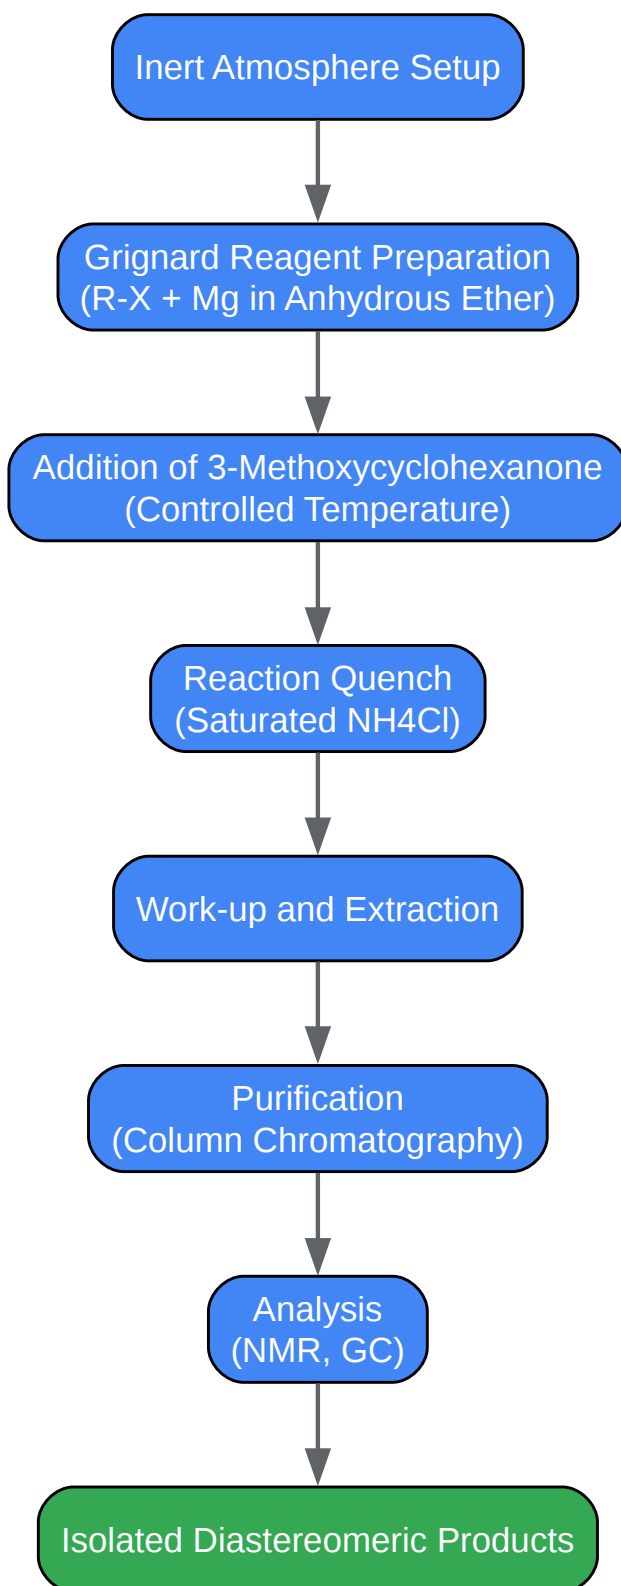 Inert Atmosphere Setup
Grignard Reagent Preparation
(R-X + Mg in Anhydrous Ether)
Addition of 3-Methoxycyclohexanone
(Controlled Temperature)
Reaction Quench
(Saturated NH4Cl)
Work-up and Extraction
Purification
(Column Chromatography)
Analysis
(NMR, GC)
Isolated Diastereomeric Products